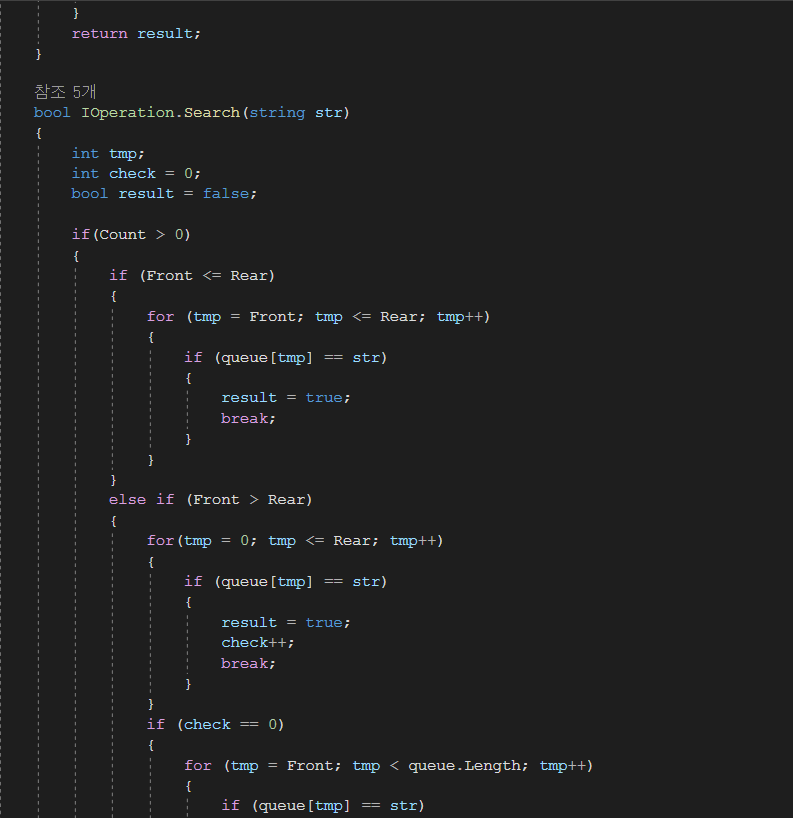 }
return result;
}
참조 5개
bool IOperation.Search(string str)
{
int tmp;
int check = 0;
bool result = false;
if(Count > 0)
{
if (Front <= Rear)
{
for (tmp = Front; tmp <= Rear; tmp++)
{
if (queue[tmp] == str)
{
result = true;
break;
}
}
}
else if (Front > Rear)
{
for(tmp = 0; tmp <= Rear; tmp++)
{
if (queue[tmp] == str)
{
result = true;
check++;
break;
}
}
if (check == 0)
{
for (tmp = Front; tmp < queue.Length; tmp++)
{
if (queue[tmp] == str)